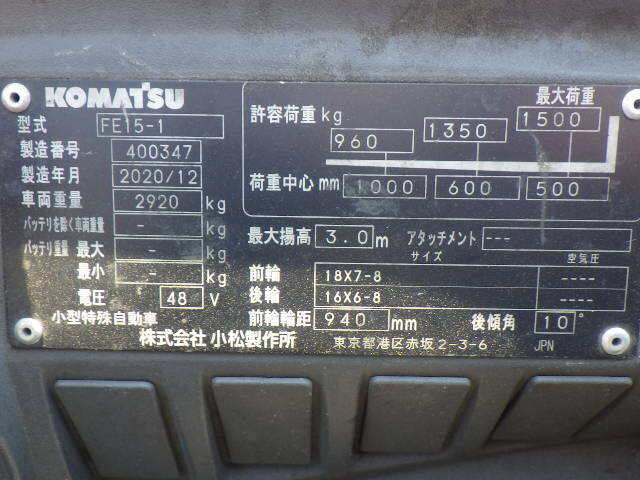 KOMATSU
型式 FE15-1
製造番号 400347
製造年月 2020/12
車両重量 2920 kg
バッテリを除く車両重量 - kg
バッテリ重量 最大 - kg
最小 - kg
電圧 48 V
小型特殊自動車
許容荷重 kg 960 1350 最大荷重 1500
荷重中心 mm 1000 600 500
最大揚高 3.0 m アタッチメント ---
サイズ 空気圧
前輪 18X7-8 ----
後輪 16X6-8 ----
前輪輪距 940 mm 後傾角 10°
株式会社 小松製作所 東京都港区赤坂2-3-6 JPN